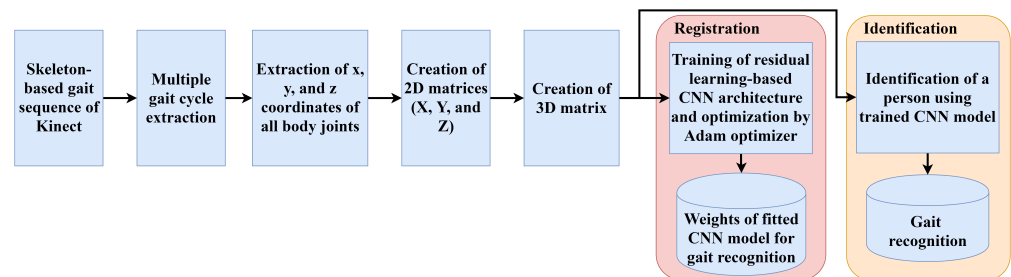 Skeleton-
based gait
sequence of
Kinect
Multiple
gait cycle
extraction
Extraction of x,
y, and z
coordinates of
all body joints
Creation of
2D matrices
(X, Y, and
Z)
Creation of
3D matrix
Registration
Training of residual
learning-based
CNN architecture
and optimization by
Adam optimizer
Weights of fitted
CNN model for
gait recognition
Identification
Identification of a
person using
trained CNN model
Gait
recognition